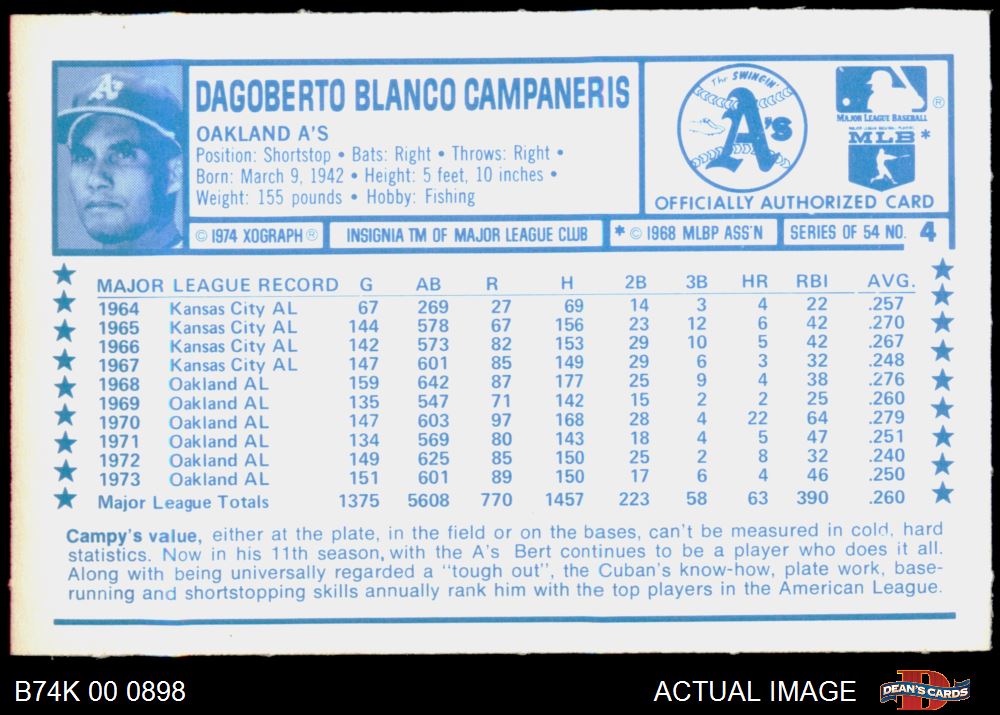 DAGOBERTO BLANCO CAMPANERIS
OAKLAND A'S
Position: Shortstop • Bats: Right • Throws: Right •
Born: March 9, 1942 • Height: 5 feet, 10 inches •
Weight: 155 pounds • Hobby: Fishing
The SWINGIN'
A's
MAJOR LEAGUE BASEBALL
®
MLB *
OFFICIALLY AUTHORIZED CARD
© 1974 XOGRAPH ® INSIGNIA TM OF MAJOR LEAGUE CLUB * © 1968 MLBP ASS'N SERIES OF 54 NO. 4
MAJOR LEAGUE RECORD G AB R H 2B 3B HR RBI AVG.
1964 Kansas City AL 67 269 27 69 14 3 4 22 .257
1965 Kansas City AL 144 578 67 156 23 12 6 42 .270
1966 Kansas City AL 142 573 82 153 29 10 5 42 .267
1967 Kansas City AL 147 601 85 149 29 6 3 32 .248
1968 Oakland AL 159 642 87 177 25 9 4 38 .276
1969 Oakland AL 135 547 71 142 15 2 2 25 .260
1970 Oakland AL 147 603 97 168 28 4 22 64 .279
1971 Oakland AL 134 569 80 143 18 4 5 47 .251
1972 Oakland AL 149 625 85 150 25 2 8 32 .240
1973 Oakland AL 151 601 89 150 17 6 4 46 .250
Major League Totals 1375 5608 770 1457 223 58 63 390 .260
Campy's value, either at the plate, in the field or on the bases, can't be measured in cold, hard
statistics. Now in his 11th season, with the A's Bert continues to be a player who does it all.
Along with being universally regarded a "tough out", the Cuban's know-how, plate work, base-
running and shortstopping skills annually rank him with the top players in the American League.
B74K 00 0898
ACTUAL IMAGE
DEAN'S CARDS